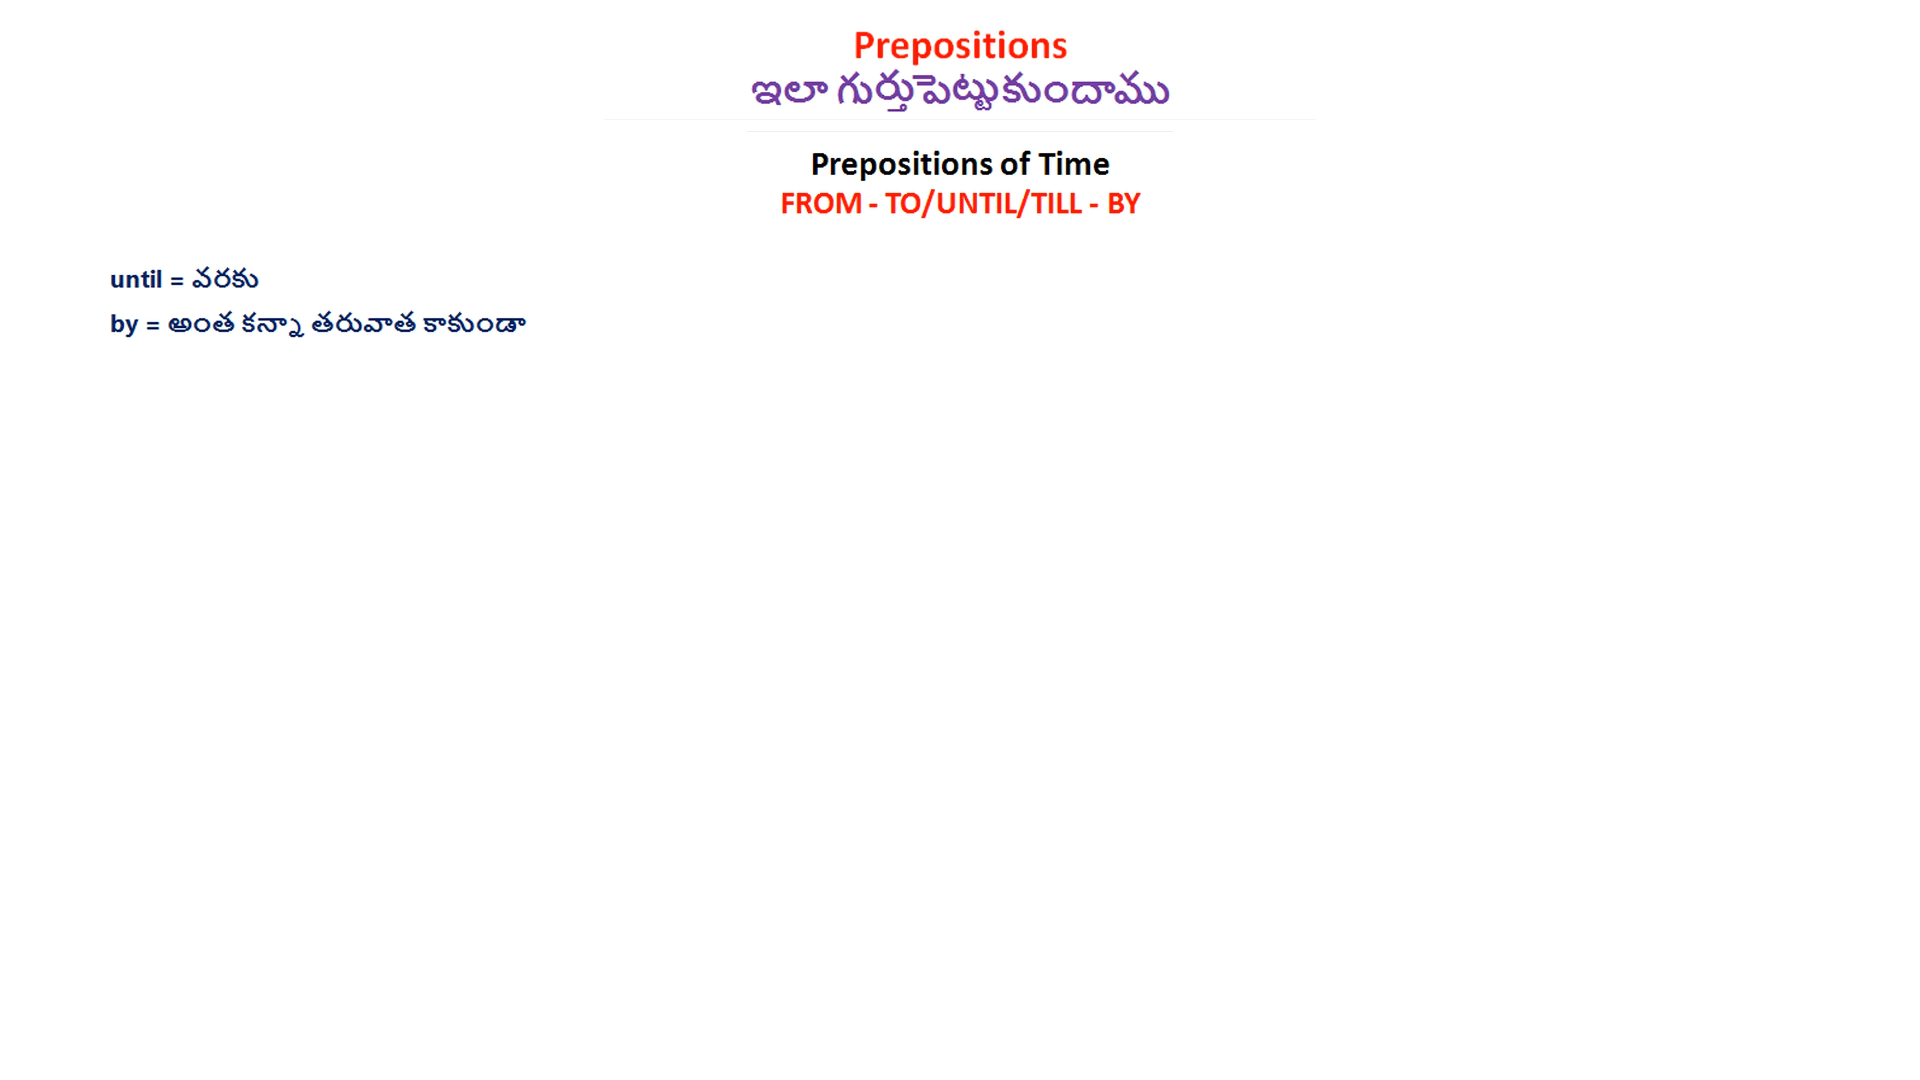 Prepositions
ఇలా గుర్తుపెట్టుకుందాము
Prepositions of Time
FROM - TO/UNTIL/TILL - BY
until = వరకు
by = అంత కన్నా తరువాత కాకుండా